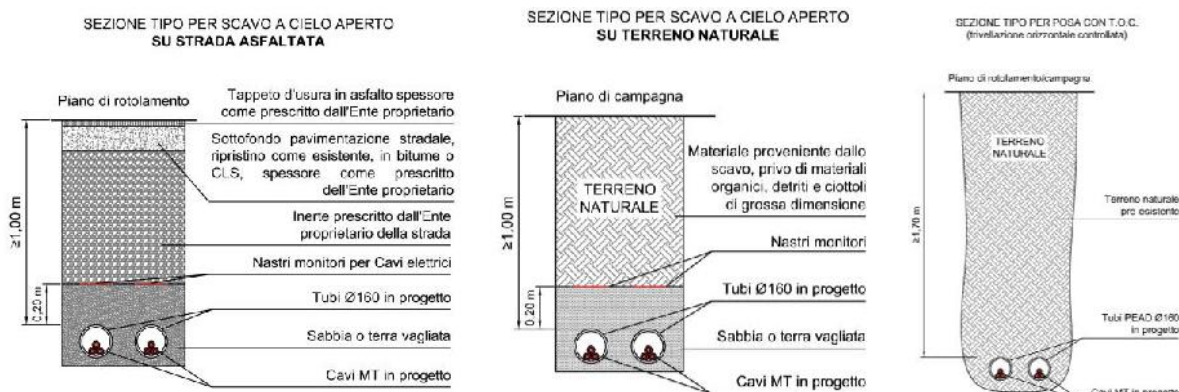 SEZIONE TIPO PER SCAVO A CIELO APERTO
SU STRADA ASFALTATA
Piano di rotolamento
Tappeto d'usura in asfalto spessore
come prescritto dall'Ente proprietario
Sottofondo pavimentazione stradale,
ripristino come esistente, in bitume o
CLS, spessore come prescritto
dell'Ente proprietario
Inerte prescritto dall'Ente
proprietario della strada
Nastri monitori per Cavi elettrici
Tubi Ø160 in progetto
Sabbia o terra vagliata
Cavi MT in progetto
≥1,00 m
0,20 m
SEZIONE TIPO PER SCAVO A CIELO APERTO
SU TERRENO NATURALE
Piano di campagna
TERRENO
NATURALE
Materiale proveniente dallo
scavo, privo di materiali
organici, detriti e ciottoli
di grossa dimensione
Nastri monitori
Tubi Ø160 in progetto
Sabbia o terra vagliata
Cavi MT in progetto
≥1,00 m
0,20 m
SEZIONE TIPO PER POSA CON T.O.C.
(trivellazione orizzontale controllata)
Piano di rotolamento/campagna
TERRENO
NATURALE
Terreno naturale
pre esistente
Tubi PEAD Ø160
in progetto
Cavi MT in progetto
≥1,70 m